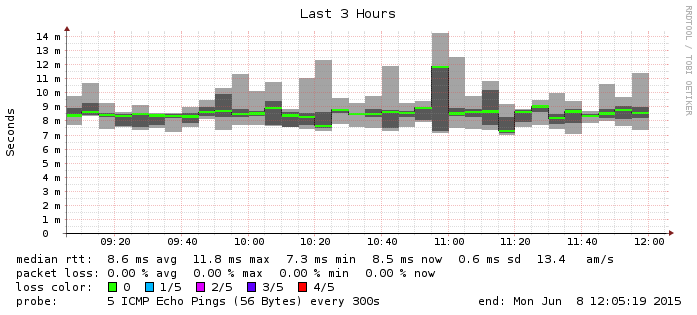 Last 3 Hours
RRDTOOL / TOBI OETIKER
Seconds
14 m
13 m
12 m
11 m
10 m
9 m
8 m
7 m
6 m
5 m
4 m
3 m
2 m
1 m
0
09:20 09:40 10:00 10:20 10:40 11:00 11:20 11:40 12:00
median rtt: 8.6 ms avg 11.8 ms max 7.3 ms min 8.5 ms now 0.6 ms sd 13.4 am/s
packet loss: 0.00 % avg 0.00 % max 0.00 % min 0.00 % now
loss color: 0 1/5 2/5 3/5 4/5
probe: 5 ICMP Echo Pings (56 Bytes) every 300s end: Mon Jun 8 12:05:19 2015